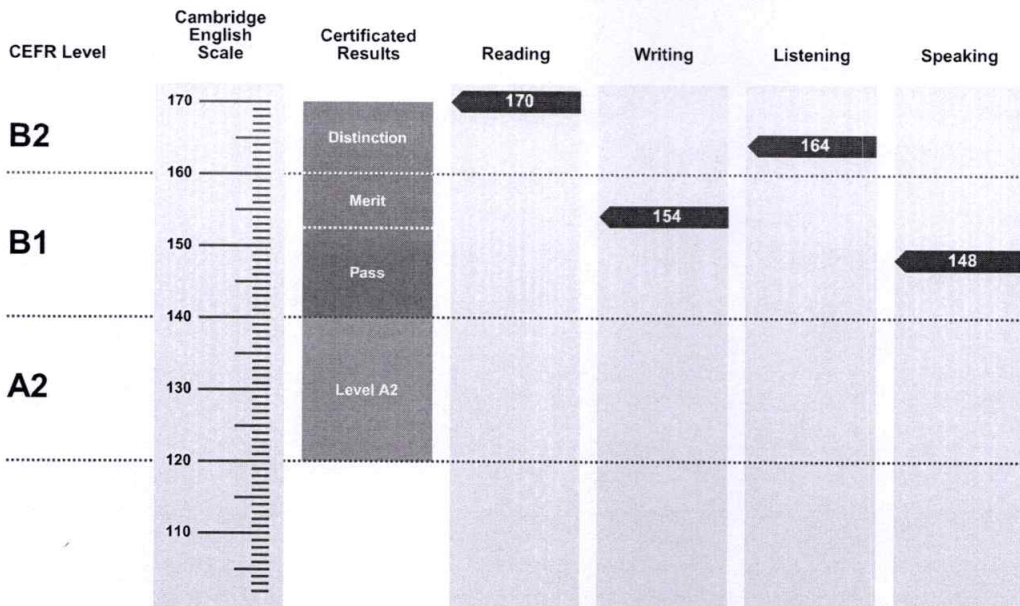 CEFR Level
Cambridge
English
Scale
Certificated
Results
Reading
Writing
Listening
Speaking
170
170
B2
Distinction
164
160
Merit
154
B1
150
Pass
148
140
A2
130
Level A2
120
110